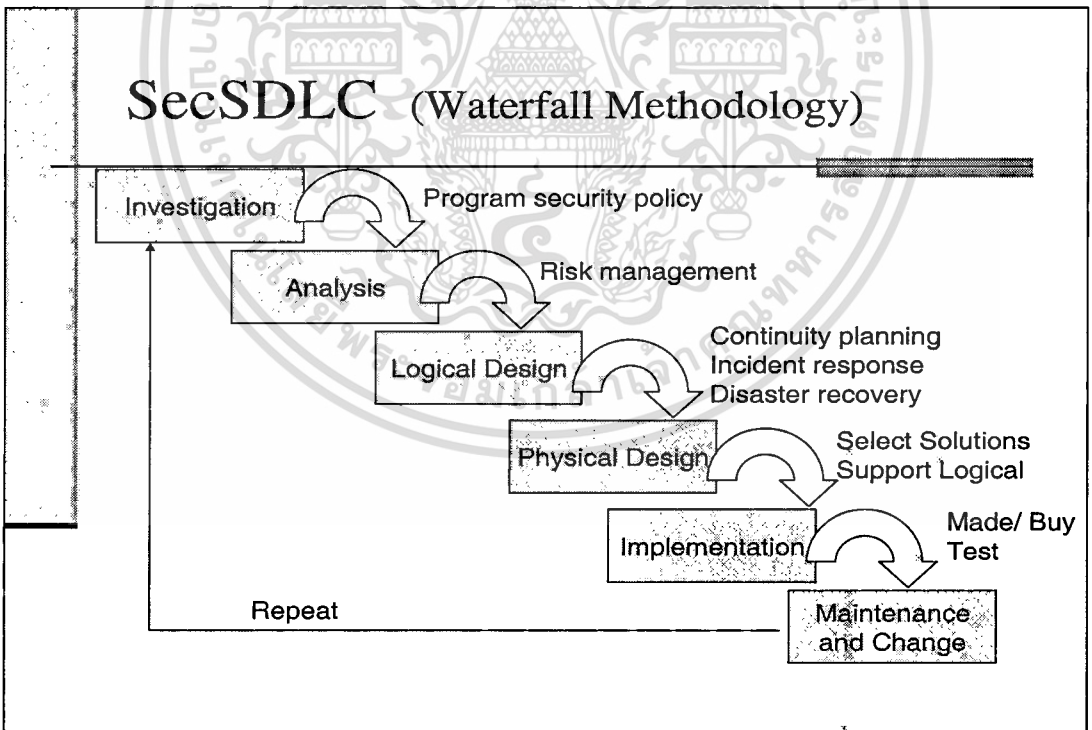 SecSDLC (Waterfall Methodology)
Investigation
Program security policy
Analysis
Risk management
Logical Design
Continuity planning
Incident response
Disaster recovery
Physical Design
Select Solutions
Support Logical
Implementation
Made/ Buy
Test
Repeat
Maintenance
and Change